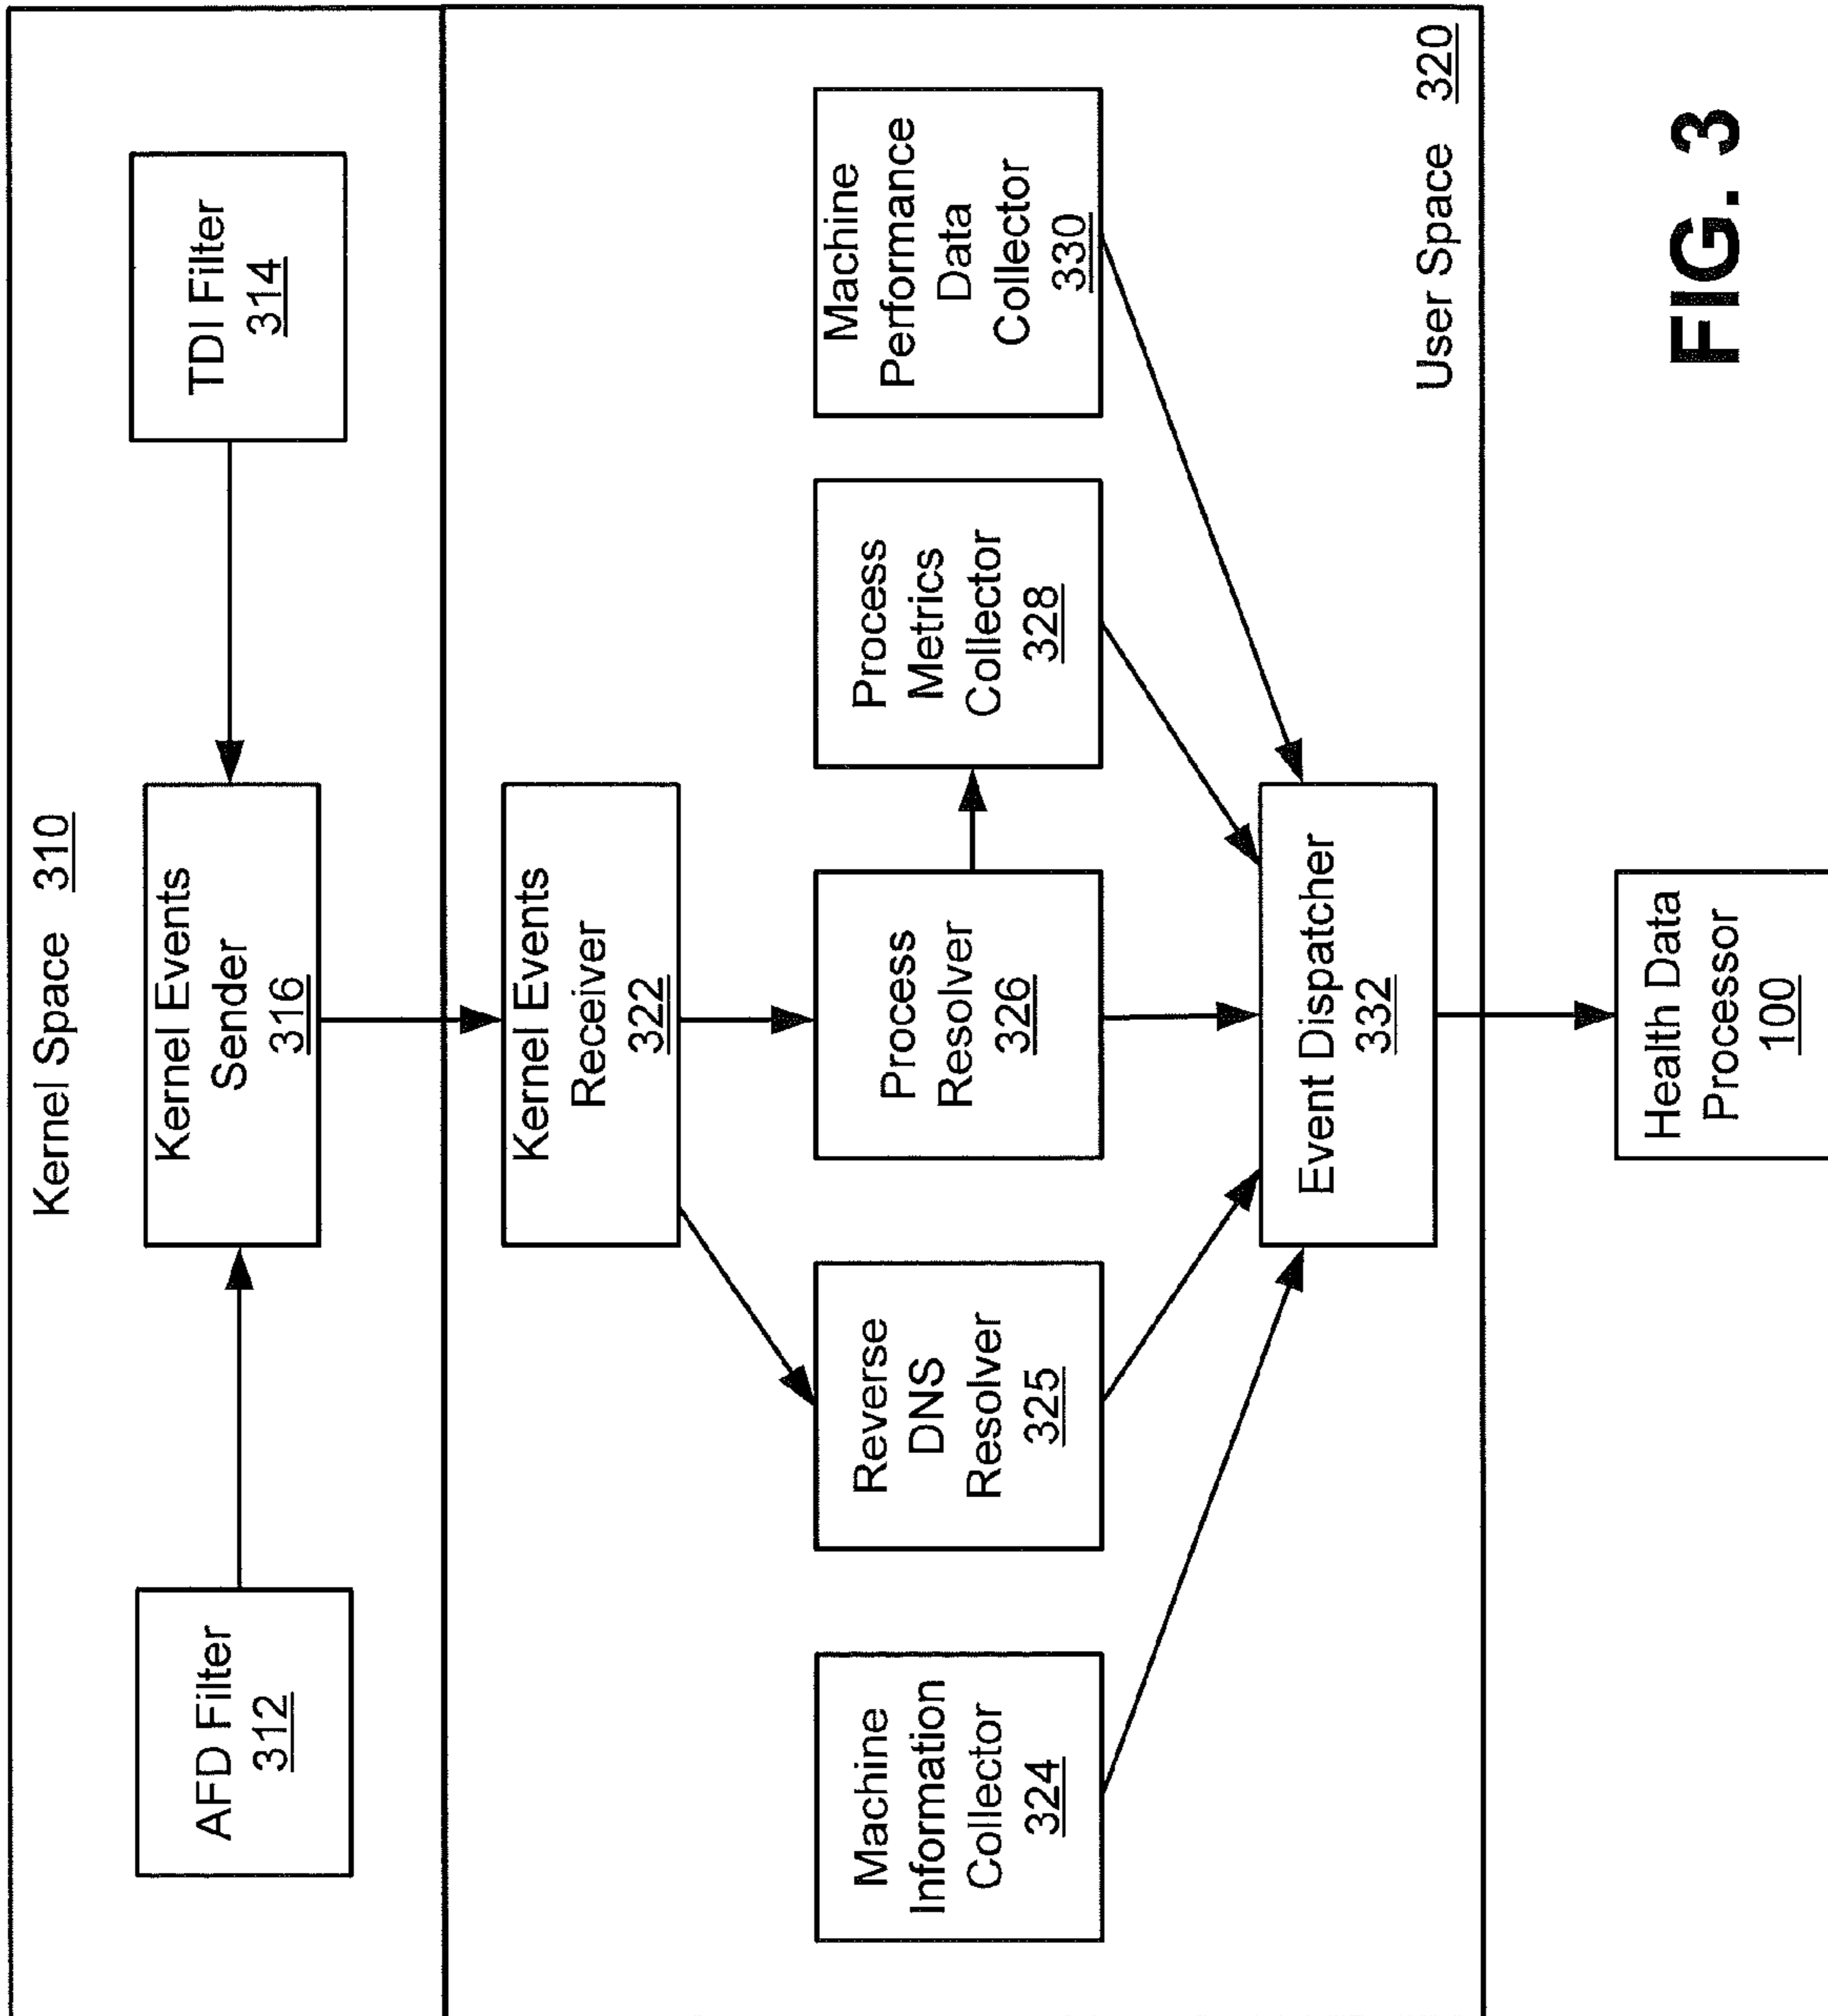 Kernel Space 310
AFD Filter
312
Kernel Events
Sender
316
TDI Filter
314
Kernel Events
Receiver
322
Machine
Information
Collector
324
Reverse
DNS
Resolver
325
Process
Resolver
326
Process
Metrics
Collector
328
Machine
Performance
Data
Collector
330
Event Dispatcher
332
User Space 320
Health Data
Processor
100
FIG. 3